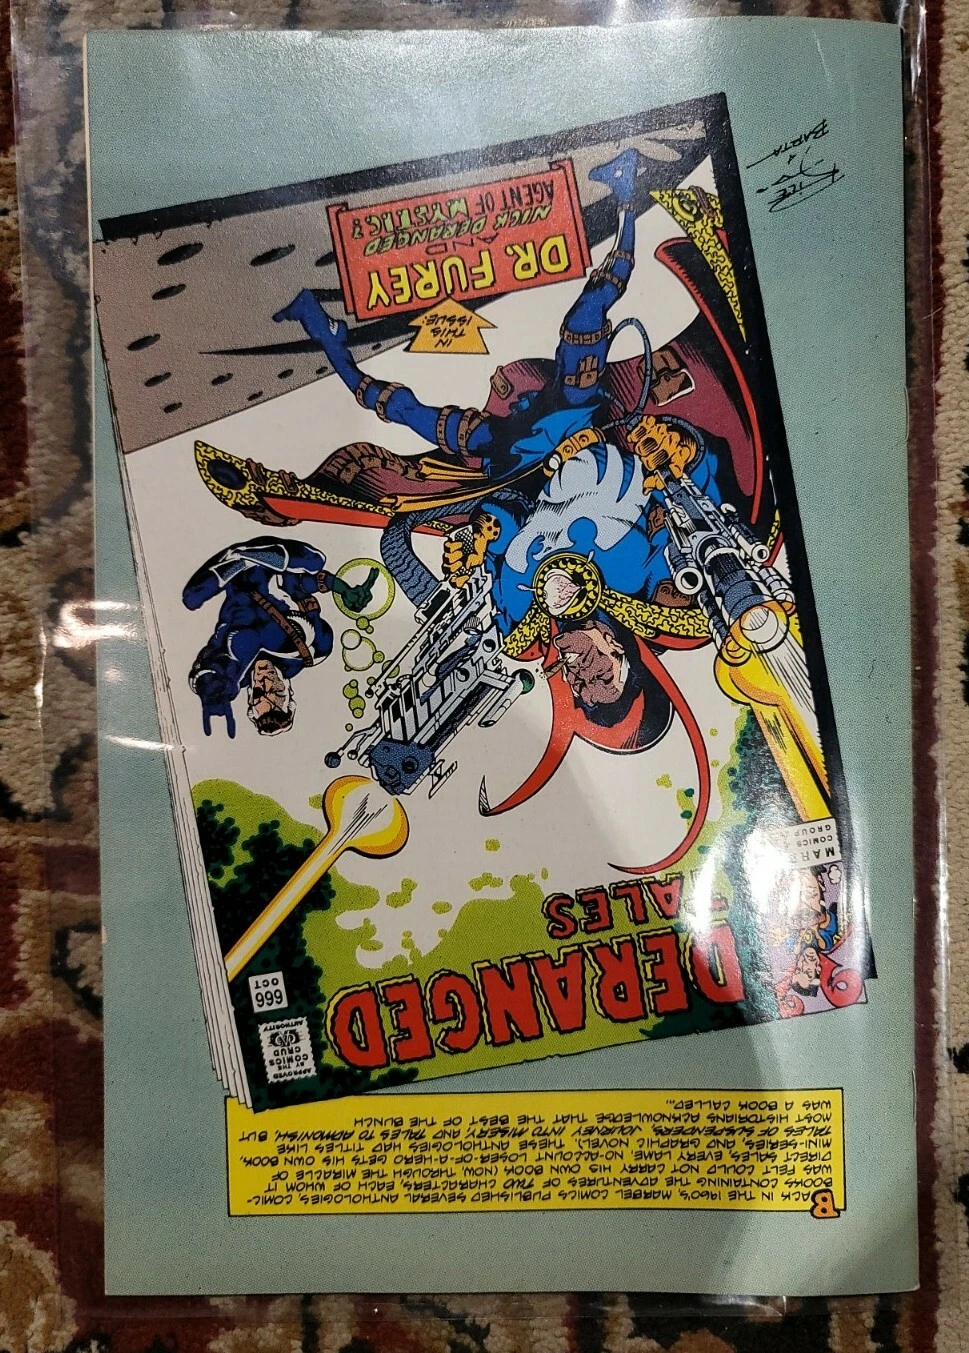 BACK IN THE 1960'S, MARBEL COMICS PUBLISHED SEVERAL ANTHOLOGIES, COMIC-
BOOKS CONTAINING THE ADVENTURES OF TWO CHARACTERS, EACH, OF WHOM IT
WAS FELT COULD NOT CARRY HIS OWN BOOK (NOW, THROUGH THE MIRACLE OF
DIRECT SALES, EVERY LAME, NO-ACCOUNT LOSER-OF-A-HERO GETS HIS OWN BOOK,
MINI-SERIES, AND GRAPHIC NOVEL). THESE ANTHOLOGIES HAD TITLES LIKE
TALES OF SUSPENDERS, JOURNEY INTO MISERY AND TALES TO ADMONISH, BUT
MOST HISTORIANS ACKNOWLEDGE THAT THE BEST OF THE BUNCH
WAS A BOOK CALLED...
APPROVED
BY THE
COMICS
CRUD
AUTHORITY
666
OCT
DERANGED
TALES
COMICS
GROUP
IN
THIS
ISSUE:
DR. FUREY
AND
NICK DERANGED
AGENT OF MYSTIC?
BARTA